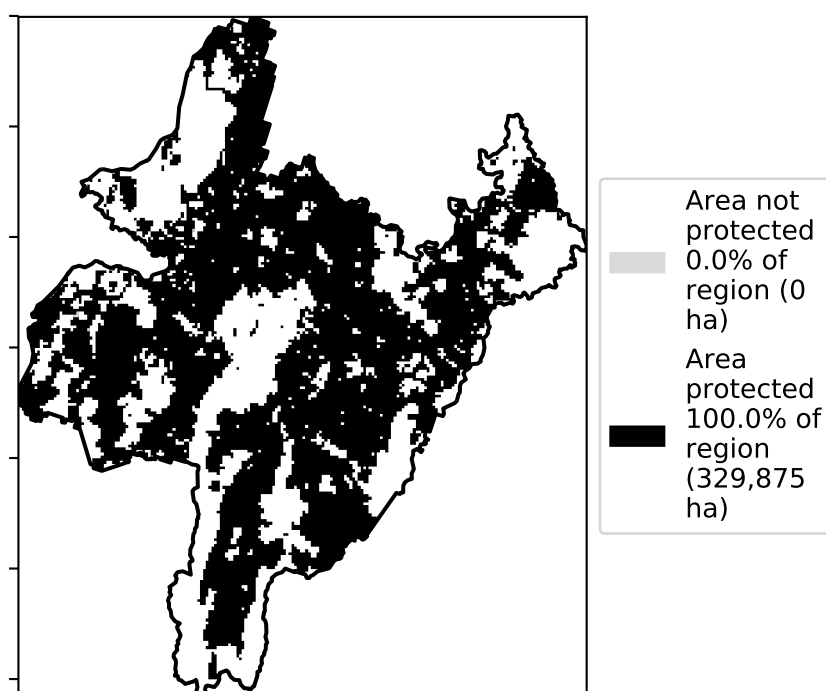 Area not
protected
0.0% of
region (0
ha)
Area
protected
100.0% of
region
(329,875
ha)